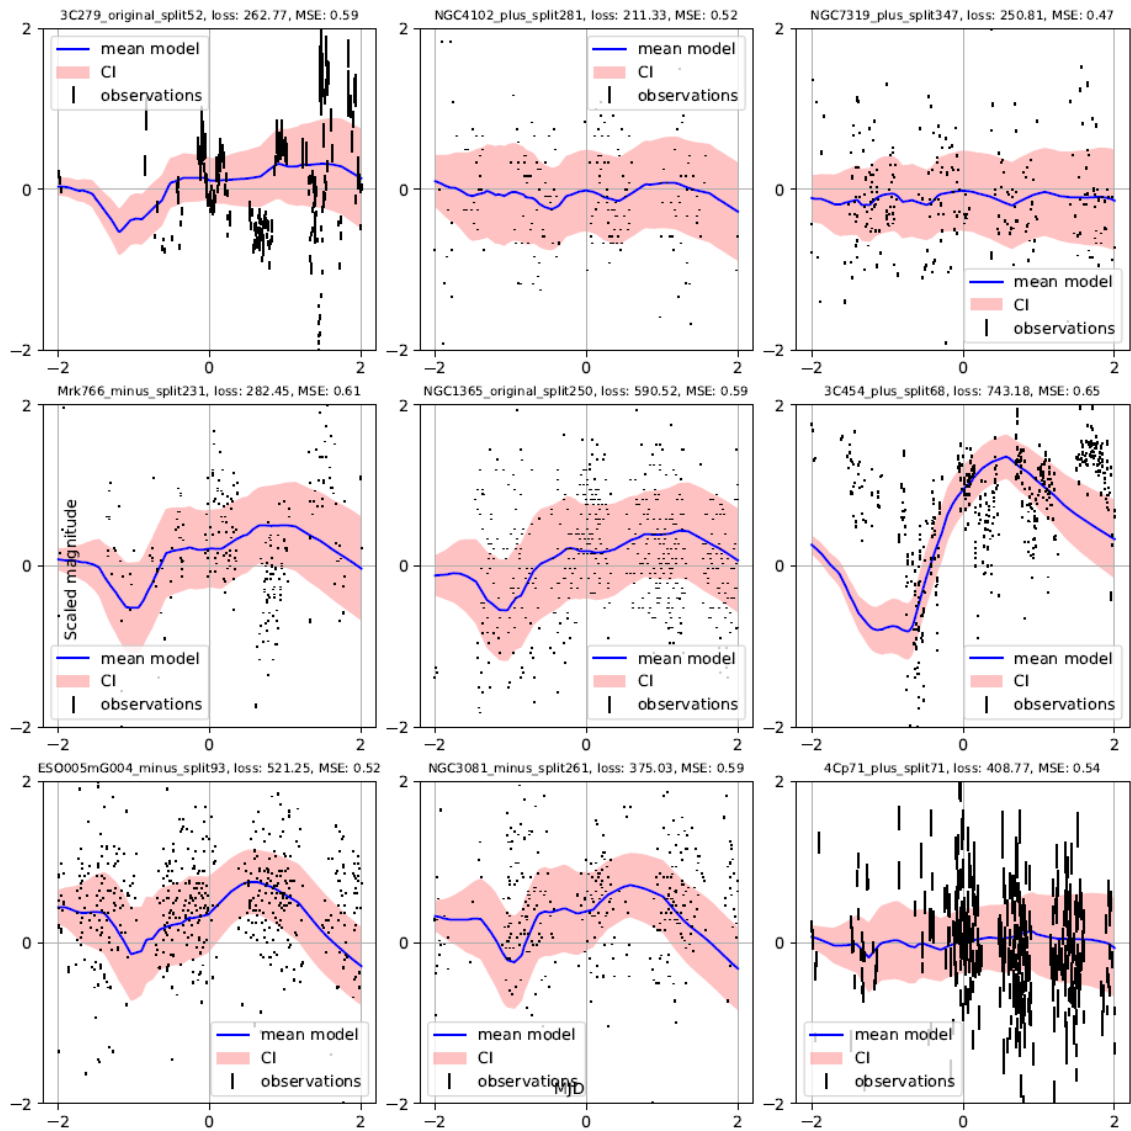 3C279_original_split52, loss: 262.77, MSE: 0.59
NGC4102_plus_split281, loss: 211.33, MSE: 0.52
NGC7319_plus_split347, loss: 250.81, MSE: 0.47
2
0
−2
−2 0 2
mean model
CI
observations
2
0
−2
−2 0 2
mean model
CI
observations
2
0
−2
−2 0 2
mean model
CI
observations
Mrk766_minus_split231, loss: 282.45, MSE: 0.61
NGC1365_original_split250, loss: 590.52, MSE: 0.59
3C454_plus_split68, loss: 743.18, MSE: 0.65
Scaled magnitude
2
0
−2
−2 0 2
mean model
CI
observations
2
0
−2
−2 0 2
mean model
CI
observations
2
0
−2
−2 0 2
mean model
CI
observations
ESO005mG004_minus_split93, loss: 521.25, MSE: 0.52
NGC3081_minus_split261, loss: 375.03, MSE: 0.59
4Cp71_plus_split71, loss: 408.77, MSE: 0.54
2
0
−2
−2 0 2
mean model
CI
observations
2
0
−2
−2 0 2
mean model
CI
observations
2
0
−2
−2 0 2
mean model
CI
observations
MJD